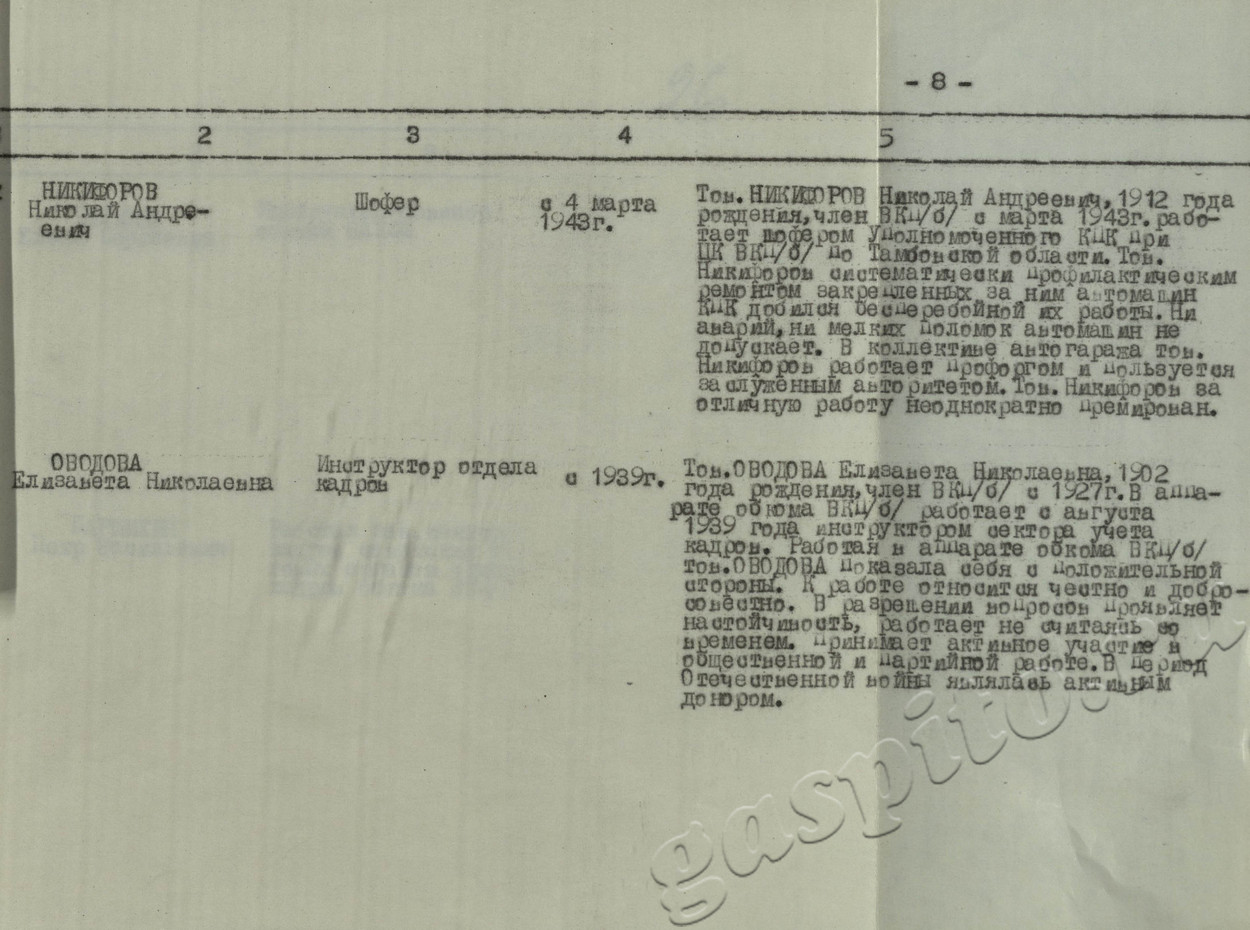 - 8 -
2 3 4 5
НИКИФОРОВ
Николай Андре-
евич
Шофер
с 4 марта
1943г.
Тов. НИКИФОРОВ Николай Андреевич, 1912 года
рождения, член ВКП/б/ с марта 1943г. рабо-
тает шофером Уполномоченного КПК при
ЦК ВКП/б/ по Тамбовской области. Тов.
Никифоров систематически профилактическим
ремонтом закрепленных за ним автомашин
КПК добился бесперебойной их работы. Ни
аварий, ни мелких поломок автомашин не
допускает. В коллективе автогаража тов.
Никифоров работает профоргом и пользуется
заслуженным авторитетом. Тов. Никифоров за
отличную работу неоднократно премирован.
ОВОДОВА
Елизавета Николаевна
Инструктор отдела
кадров
с 1939г.
Тов. ОВОДОВА Елизавета Николаевна, 1902
года рождения, член ВКП/б/ с 1927г. В аппа-
рате обкома ВКП/б/ работает с августа
1939 года инструктором сектора учета
кадров. Работая в аппарате обкома ВКП/б/
тов. ОВОДОВА показала себя с положительной
стороны. К работе относится честно и добро-
совестно. В разрешении вопросов проявляет
настойчивость, работает не считаясь со
временем. Принимает активное участие в
общественной и партийной работе. В период
Отечественной войны являлась активным
донором.